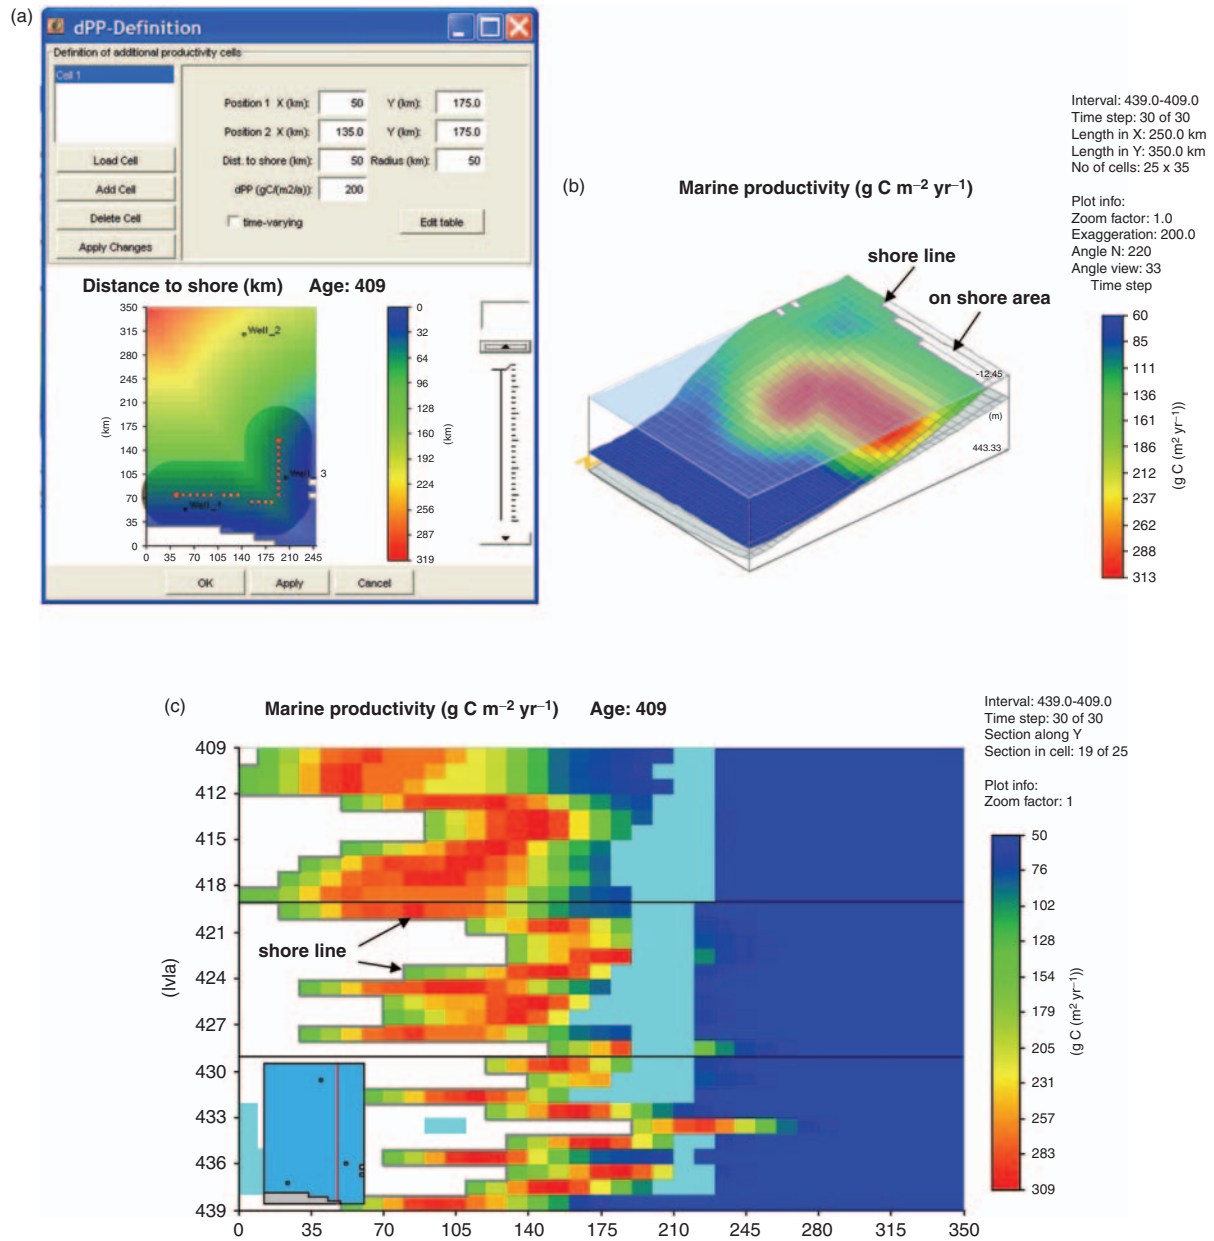 (a)
dPP-Definition
Definition of additional productivity cells
Cell 1
Position 1 X (km): 50 Y (km): 175.0
Position 2 X (km): 135.0 Y (km): 175.0
Load Cell
Dist. to shore (km): 50 Radius (km): 50
Add Cell
dPP (gC/(m2/a)): 200
Delete Cell
time-varying
Edit table
Apply Changes
Distance to shore (km) Age: 409
350
315
280
245
210
175
140
105
70
35
0
(km)
0 35 70 105 140 175 210 245
Well_2
Well_3
Well_1
0
32
64
96
128
160
192
224
256
287
319
(km)
OK
Apply
Cancel
(b)
Marine productivity (g C m⁻² yr⁻¹)
shore line
on shore area
-12.45
(m)
443.33
N
Interval: 439.0-409.0
Time step: 30 of 30
Length in X: 250.0 km
Length in Y: 350.0 km
No of cells: 25 x 35
Plot info:
Zoom factor: 1.0
Exaggeration: 200.0
Angle N: 220
Angle view: 33
Time step
60
85
111
136
161
186
212
237
262
288
313
(g C (m² yr⁻¹))
(c)
Marine productivity (g C m⁻² yr⁻¹) Age: 409
409
412
415
418
421
424
427
430
433
436
439
(Ivla)
shore line
0 35 70 105 140 175 210 245 280 315 350
Interval: 439.0-409.0
Time step: 30 of 30
Section along Y
Section in cell: 19 of 25
Plot info:
Zoom factor: 1
50
76
102
128
154
179
205
231
257
283
309
(g C (m² yr⁻¹))